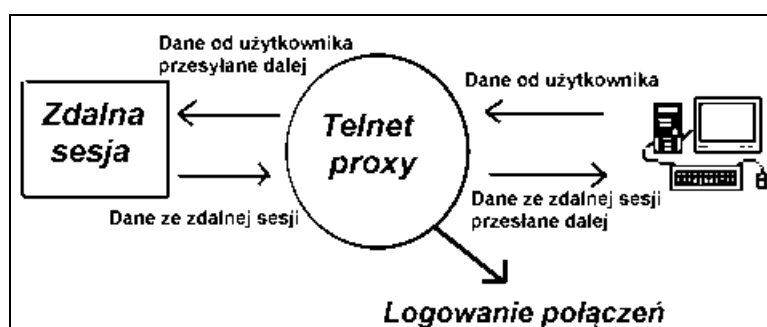 Dane od użytkownika
przesyłane dalej
Zdalna
sesja
Dane ze zdalnej sesji
Telnet
proxy
Dane od użytkownika
Dane ze zdalnej sesji
przesłane dalej
Logowanie połączeń